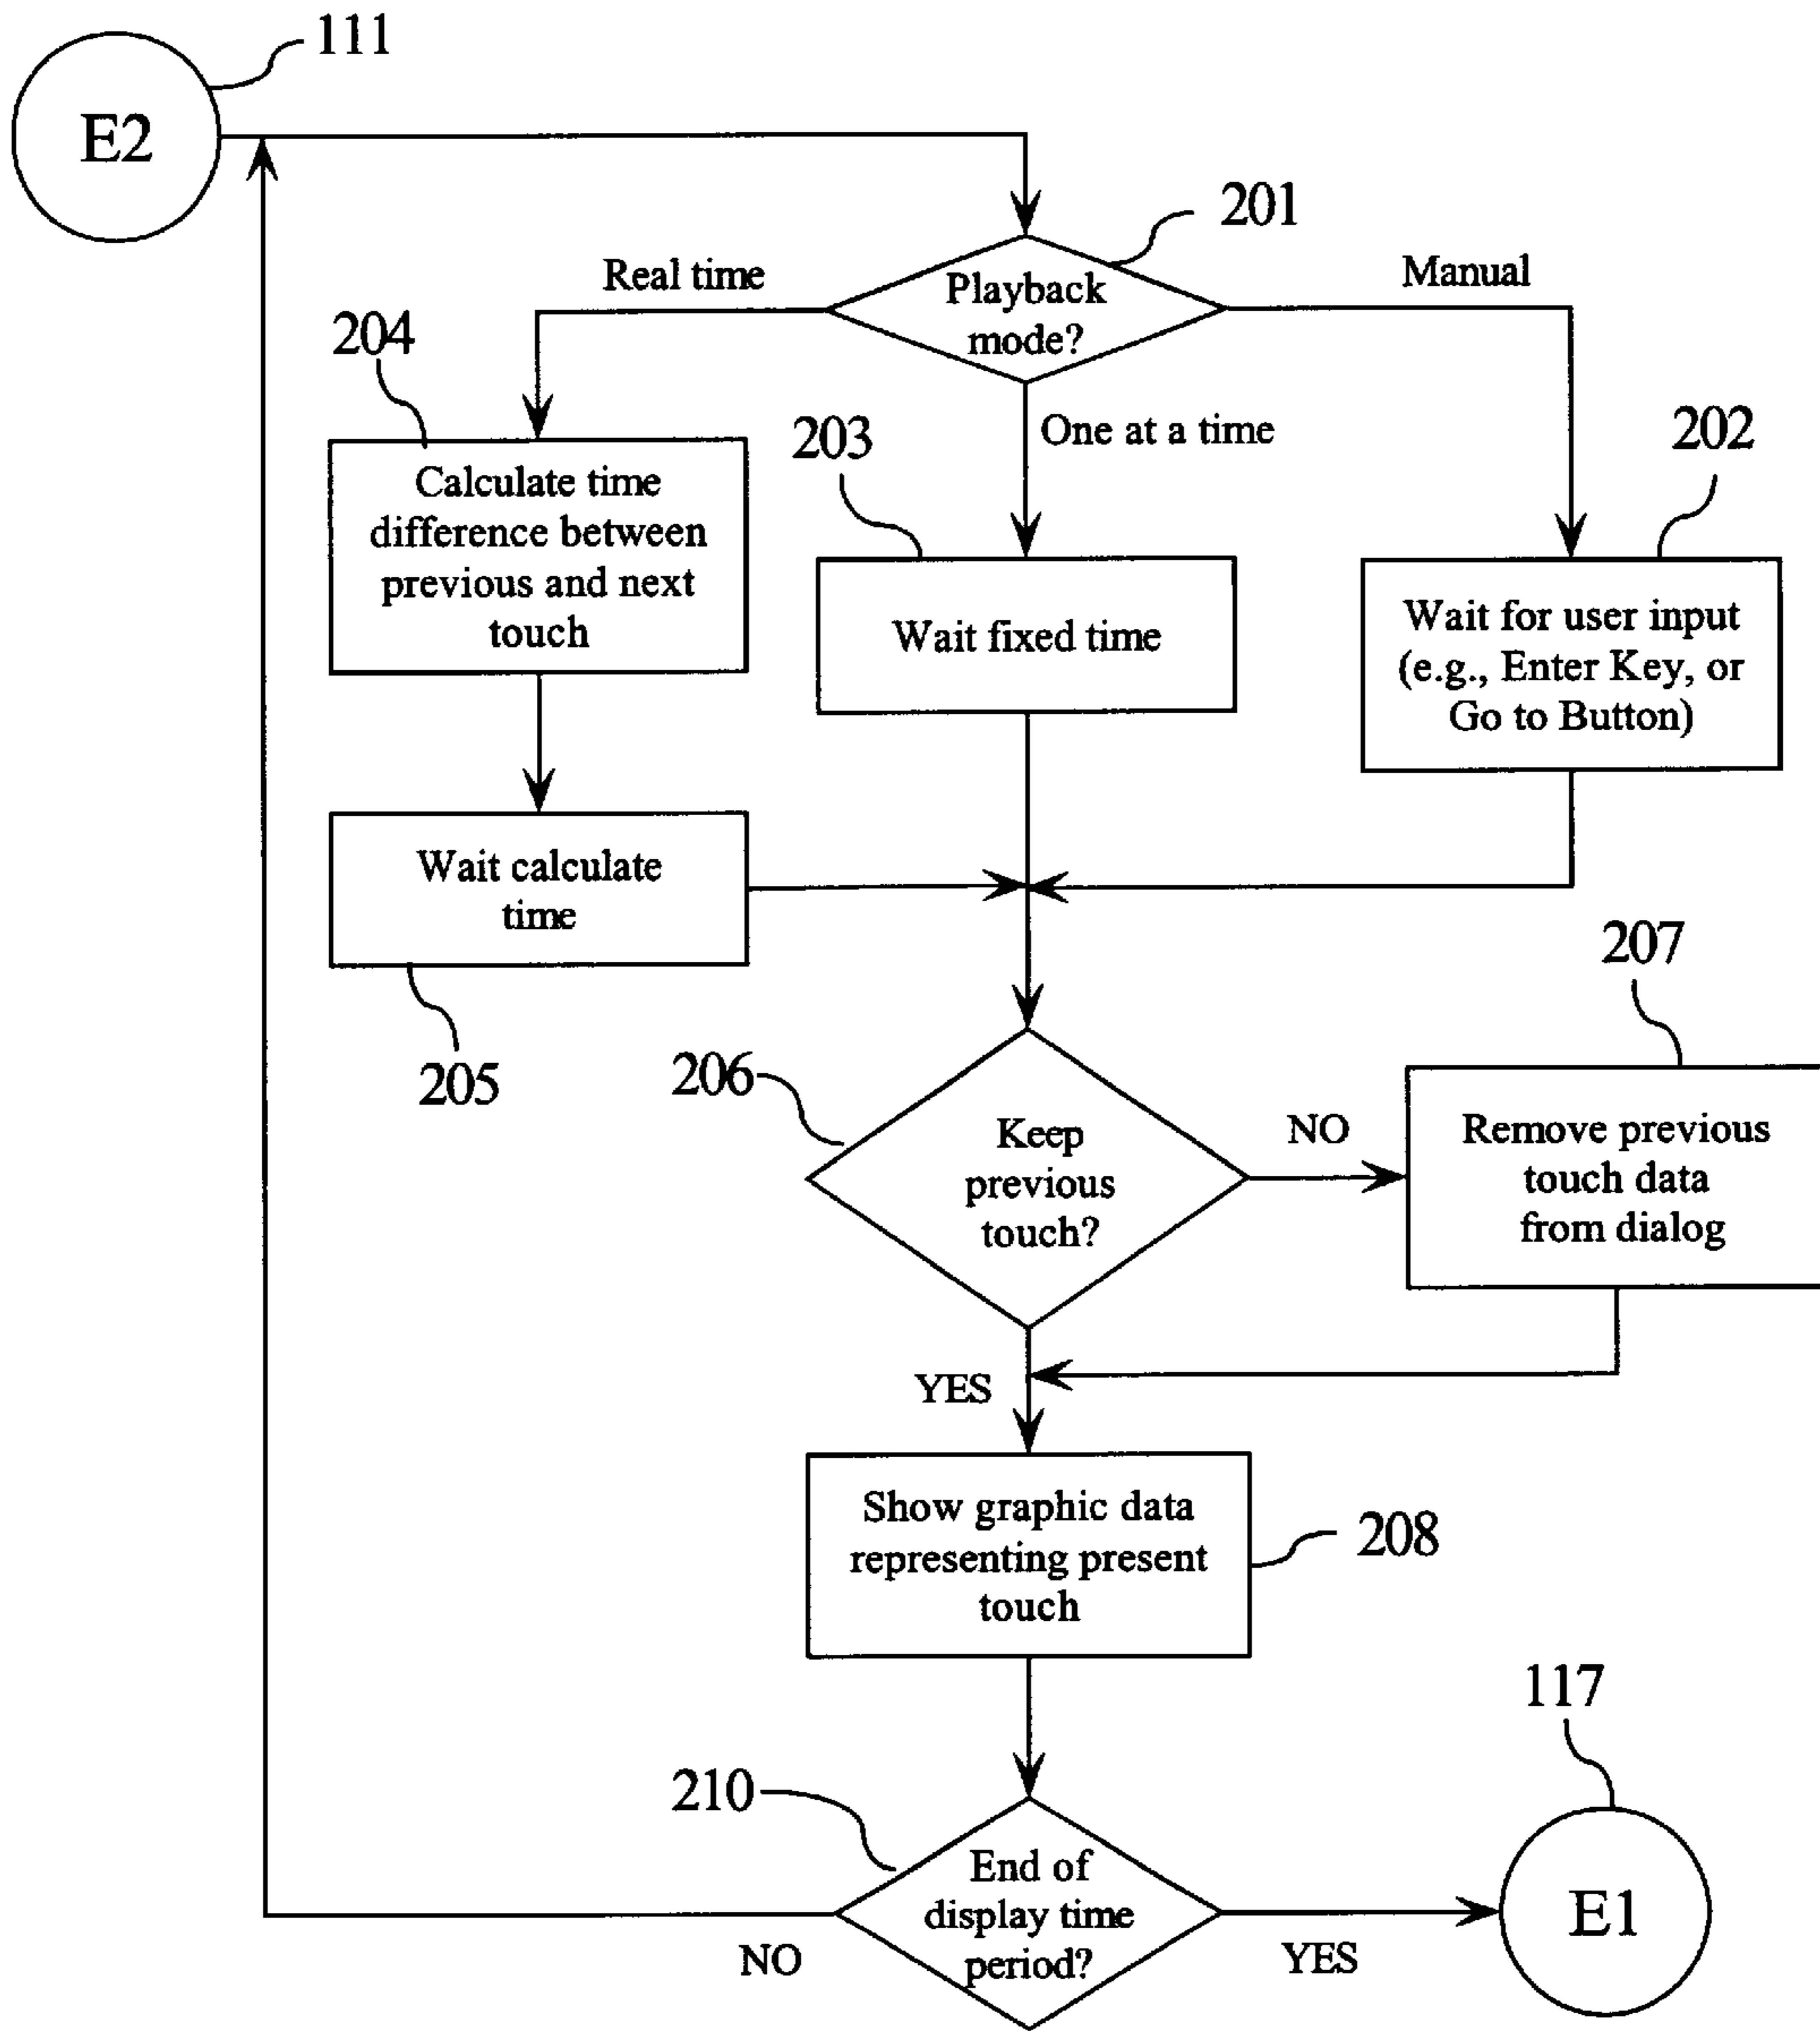 111
E2
201
Real time
Playback
mode?
Manual
204
203
One at a time
202
Calculate time
difference between
previous and next
touch
Wait fixed time
Wait for user input
(e.g., Enter Key, or
Go to Button)
Wait calculate
time
205
207
206
Keep
previous
touch?
NO
Remove previous
touch data
from dialog
YES
Show graphic data
representing present
touch
208
117
210
End of
display time
period?
NO
YES
E1